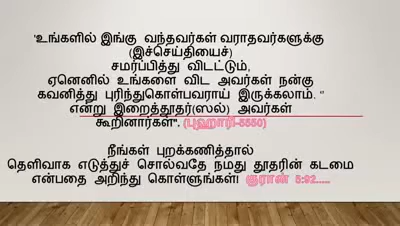 'உங்களில் இங்கு வந்தவர்கள் வராதவர்களுக்கு
(இச்செய்தியைச்)
சமர்ப்பித்து விடட்டும்,
ஏனெனில் உங்களை விட அவர்கள் நன்கு
கவனித்து புரிந்துகொள்பவராய் இருக்கலாம். ‘’
என்று இறைத்தூதர்(ஸல்) அவர்கள்
கூறினார்கள்". (புஹாரி-5550)
நீங்கள் புறக்கணித்தால்
தெளிவாக எடுத்துச் சொல்வதே நமது தூதரின் கடமை
என்பதை அறிந்து கொள்ளுங்கள்! குரான் 5:92.....